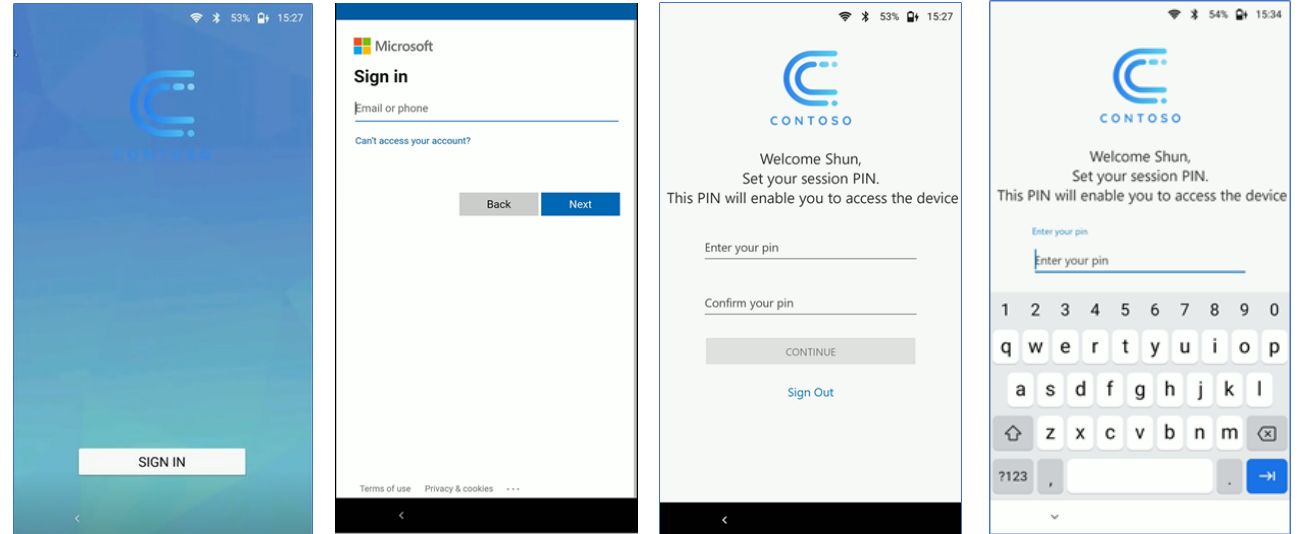 53% 15:27
CONTOSO
SIGN IN
Microsoft
Sign in
Email or phone
Can't access your account?
Back Next
Terms of use Privacy & cookies ...
53% 15:27
CONTOSO
Welcome Shun,
Set your session PIN.
This PIN will enable you to access the device
Enter your pin
Confirm your pin
CONTINUE
Sign Out
54% 15:34
CONTOSO
Welcome Shun,
Set your session PIN.
This PIN will enable you to access the device
Enter your pin
Enter your pin
1 2 3 4 5 6 7 8 9 0
q w e r t y u i o p
a s d f g h j k l
z x c v b n m
?123 , .